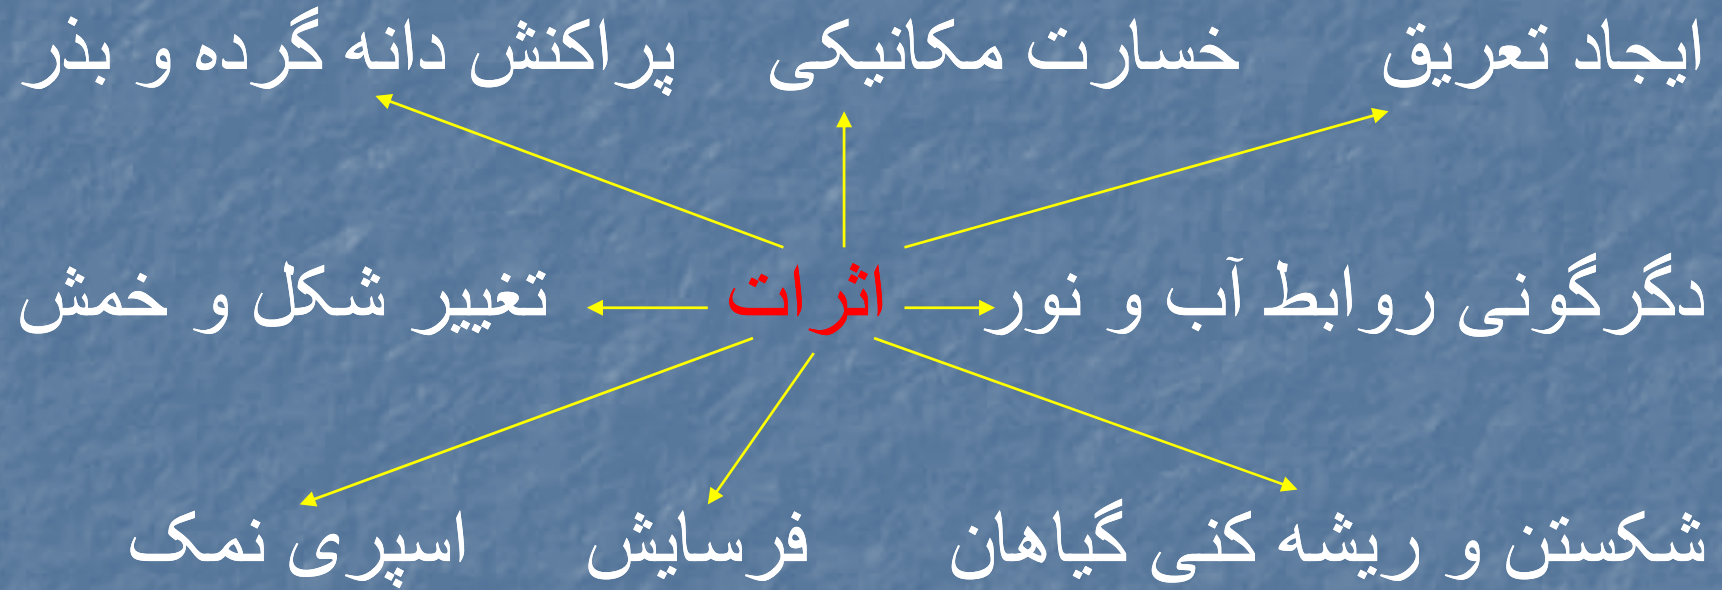 ایجاد تعریق خسارت مکانیکی پراکنش دانه گرده و بذر
دگرگونی روابط آب و نور اثرات تغییر شکل و خمش
شکستن و ریشه کنی گیاهان فرسایش اسپری نمک